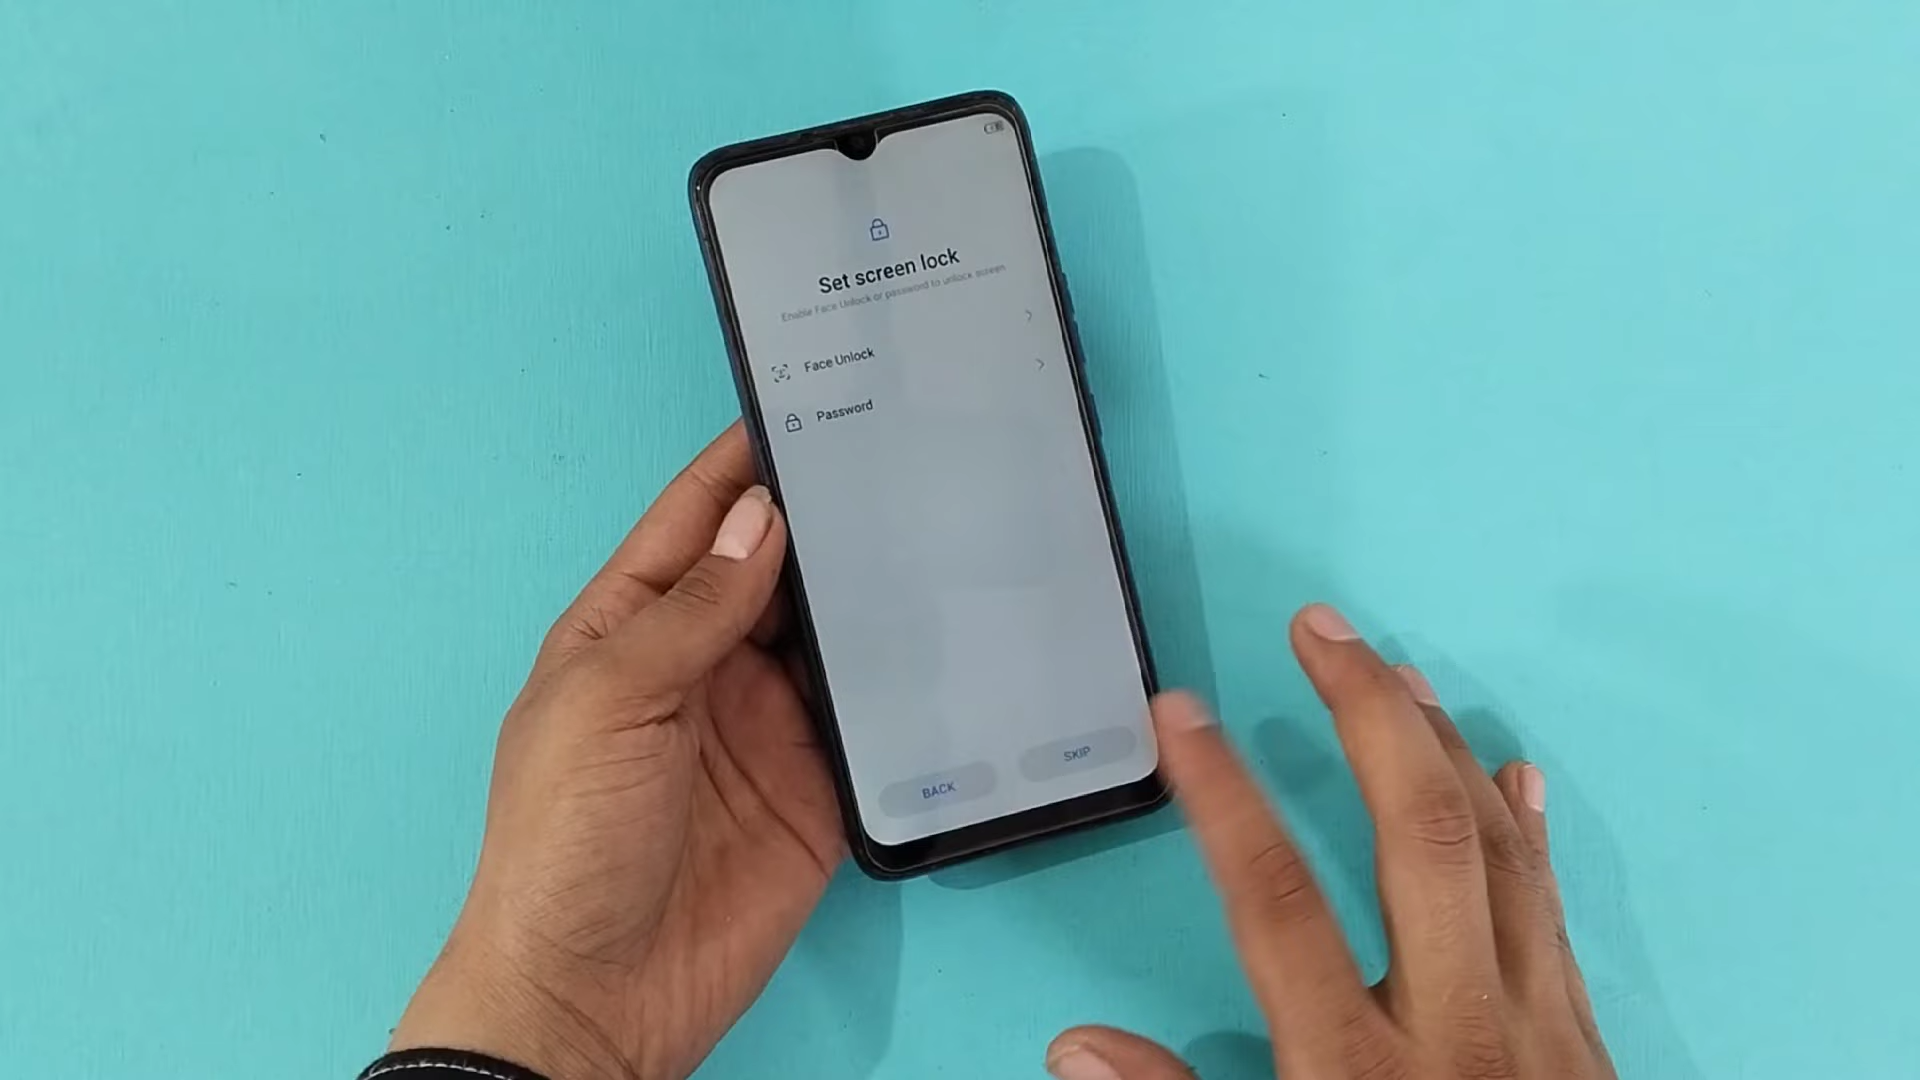 Set screen lock
Enable Face Unlock or password to unlock screen
Face Unlock
Password
BACK
SKIP